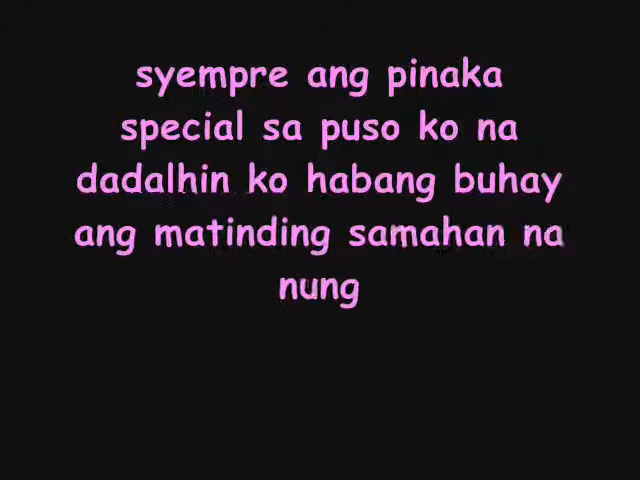 syempre ang pinaka
special sa puso ko na
dadalhin ko habang buhay
ang matinding samahan na
nung